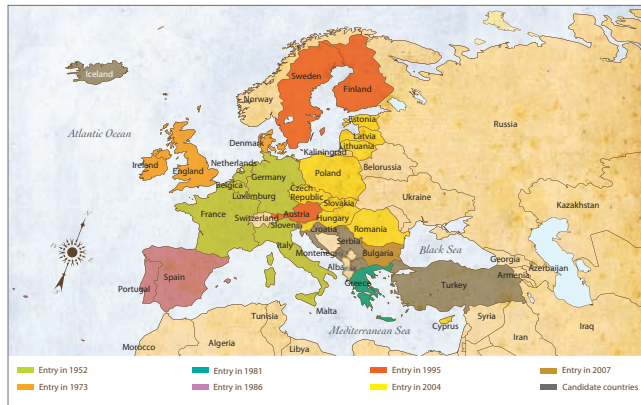 Iceland
Sweden
Finland
Norway
Russia
Estonia
Atlantic Ocean
Latvia
Denmark
Lithuania
Kaliningrad
Ireland
Netherlands
Belorussia
England
Poland
Germany
Belgica
Czech
Republic
Luxemburg
Ukraine
Slovakia
Kazakhstan
France
Austria
Switzerland
Hungary
Slovenia
Romania
Croatia
Italy
Serbia
Black Sea
Montenegro
Bulgaria
Georgia
Albania
Azerbaijan
Spain
Armenia
Greece
Turkey
Portugal
Malta
Syria
Tunisia
Cyprus
Mediterranean Sea
Iraq
Algeria
Iran
Morocco
Libya
Entry in 1952
Entry in 1981
Entry in 1995
Entry in 2007
Entry in 1973
Entry in 1986
Entry in 2004
Candidate countries